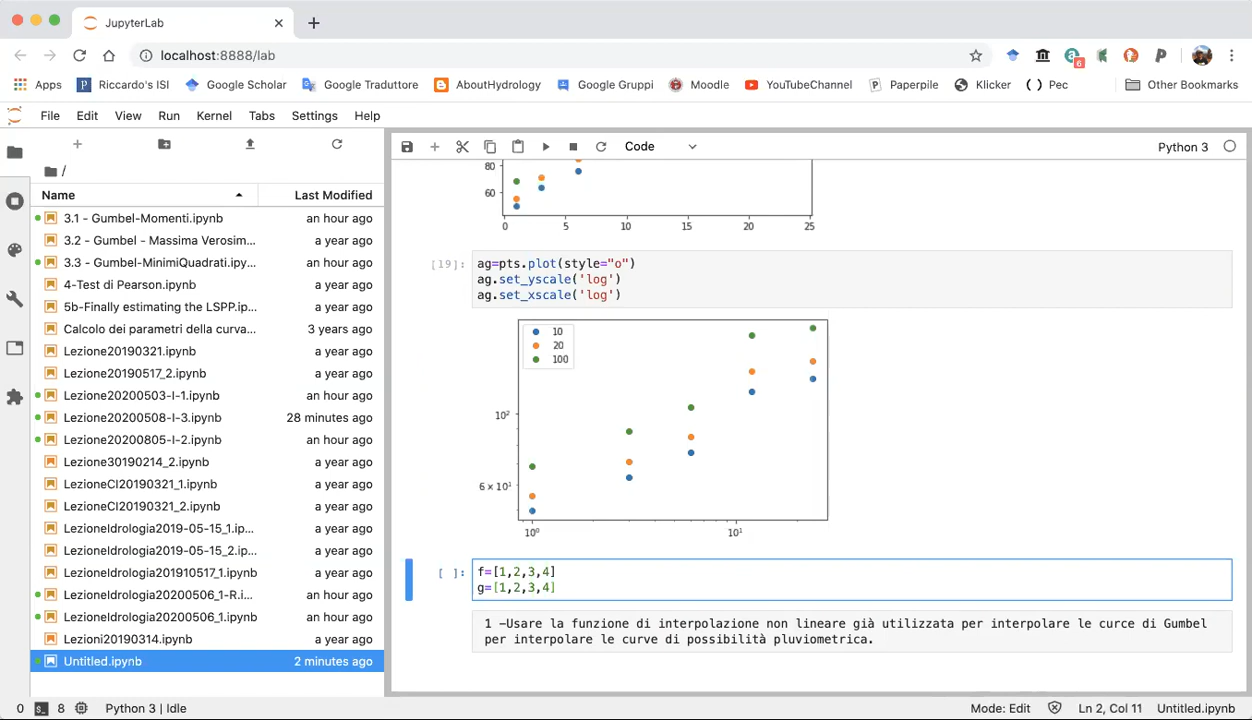 JupyterLab
localhost:8888/lab
6
Apps
Riccardo's ISI
Google Scholar
Google Traduttore
AboutHydrology
Google Gruppi
Moodle
YouTubeChannel
Paperpile
Klicker
Pec
Other Bookmarks
File Edit View Run Kernel Tabs Settings Help
Code
Python 3
/
Name Last Modified
3.1 - Gumbel-Momenti.ipynb an hour ago
3.2 - Gumbel - Massima Verosim... a year ago
3.3 - Gumbel-MinimiQuadrati.ipy... an hour ago
4-Test di Pearson.ipynb a year ago
5b-Finally estimating the LSPP.ip... a year ago
Calcolo dei parametri della curva... 3 years ago
Lezione20190321.ipynb a year ago
Lezione20190517_2.ipynb a year ago
Lezione20200503-I-1.ipynb an hour ago
Lezione20200508-I-3.ipynb 28 minutes ago
Lezione20200805-I-2.ipynb an hour ago
Lezione30190214_2.ipynb a year ago
LezioneCI20190321_1.ipynb a year ago
LezioneCI20190321_2.ipynb a year ago
LezioneIdrologia2019-05-15_1.ip... a year ago
LezioneIdrologia2019-05-15_2.ip... a year ago
LezioneIdrologia201910517_1.ipynb a year ago
LezioneIdrologia20200506_1-R.i... an hour ago
LezioneIdrologia20200506_1.ipynb an hour ago
Lezioni20190314.ipynb a year ago
Untitled.ipynb 2 minutes ago
80
60
0 5 10 15 20 25
[19]:
ag=pts.plot(style="o")
ag.set_yscale('log')
ag.set_xscale('log')
10
20
100
10²
6 × 10¹
10⁰ 10¹
[ ]:
f=[1,2,3,4]
g=[1,2,3,4]
1 -Usare la funzione di interpolazione non lineare già utilizzata per interpolare le curce di Gumbel
per interpolare le curve di possibilità pluviometrica.
0 8 Python 3 | Idle Mode: Edit Ln 2, Col 11 Untitled.ipynb